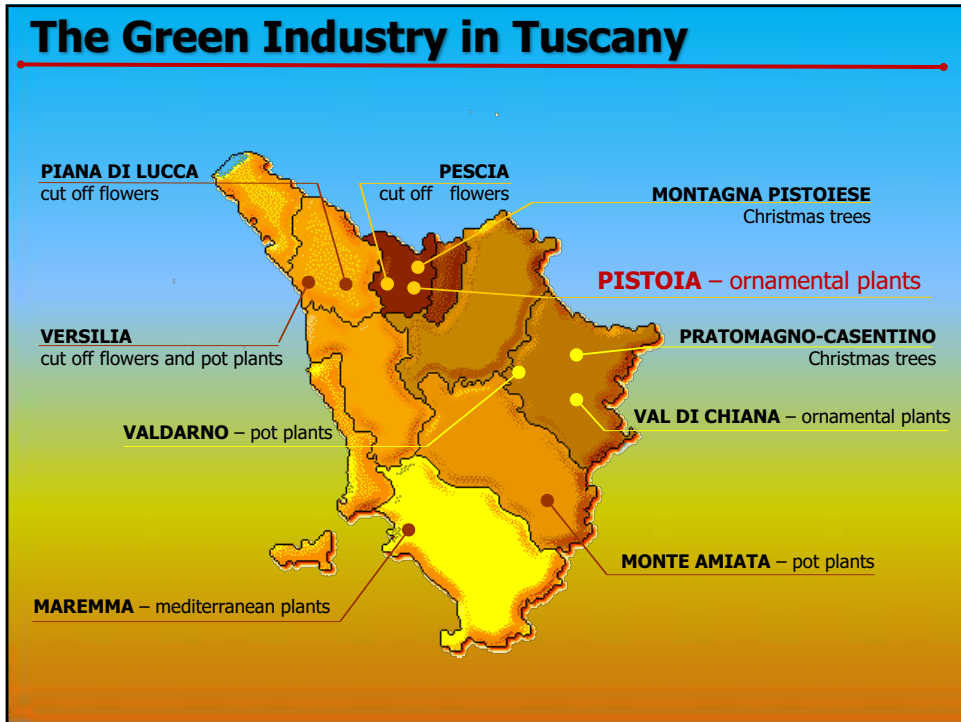 The Green Industry in Tuscany
PIANA DI LUCCA
cut off flowers
PESCIA
cut off flowers
MONTAGNA PISTOIESE
Christmas trees
PISTOIA – ornamental plants
VERSILIA
cut off flowers and pot plants
PRATOMAGNO-CASENTINO
Christmas trees
VALDARNO – pot plants
VAL DI CHIANA – ornamental plants
MONTE AMIATA – pot plants
MAREMMA – mediterranean plants